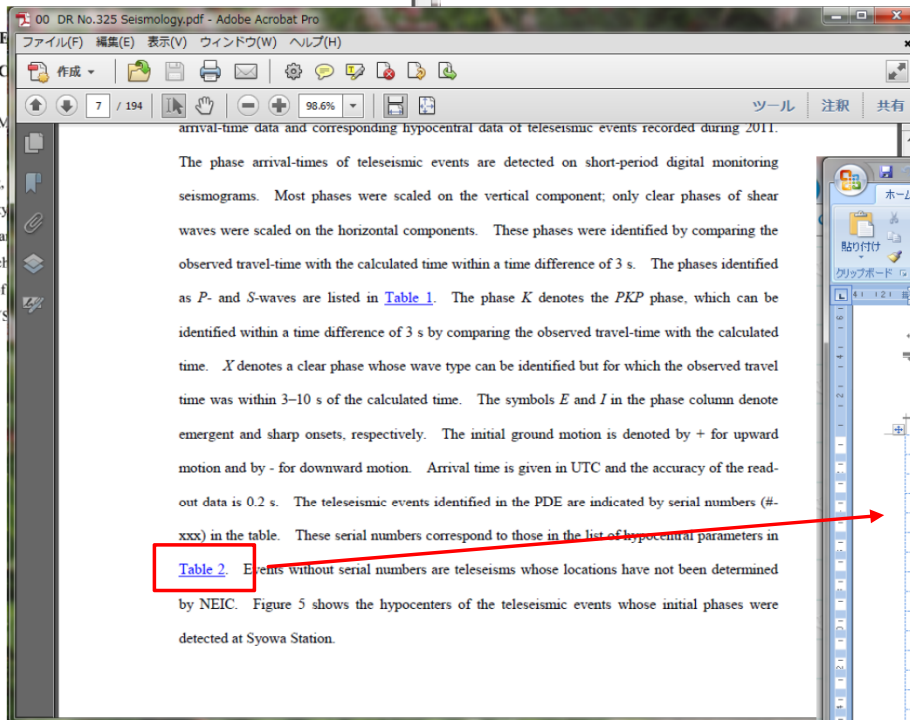 00 DR No.325 Seismology.pdf - Adobe Acrobat Pro
ファイル(F) 編集(E) 表示(V) ウィンドウ(W) ヘルプ(H)
作成
7 / 194 98.6% ツール 注釈 共有
arrival-time data and corresponding hypocentral data of teleseismic events recorded during 2011.
The phase arrival-times of teleseismic events are detected on short-period digital monitoring
seismograms. Most phases were scaled on the vertical component; only clear phases of shear
waves were scaled on the horizontal components. These phases were identified by comparing the
observed travel-time with the calculated time within a time difference of 3 s. The phases identified
as P- and S-waves are listed in Table 1. The phase K denotes the PKP phase, which can be
identified within a time difference of 3 s by comparing the observed travel-time with the calculated
time. X denotes a clear phase whose wave type can be identified but for which the observed travel
time was within 3–10 s of the calculated time. The symbols E and I in the phase column denote
emergent and sharp onsets, respectively. The initial ground motion is denoted by + for upward
motion and by - for downward motion. Arrival time is given in UTC and the accuracy of the read-
out data is 0.2 s. The teleseismic events identified in the PDE are indicated by serial numbers (#-
xxx) in the table. These serial numbers correspond to those in the list of hypocentral parameters in
Table 2. Events without serial numbers are teleseisms whose locations have not been determined
by NEIC. Figure 5 shows the hypocenters of the teleseismic events whose initial phases were
detected at Syowa Station.
ホーム
貼り付け
クリップボード